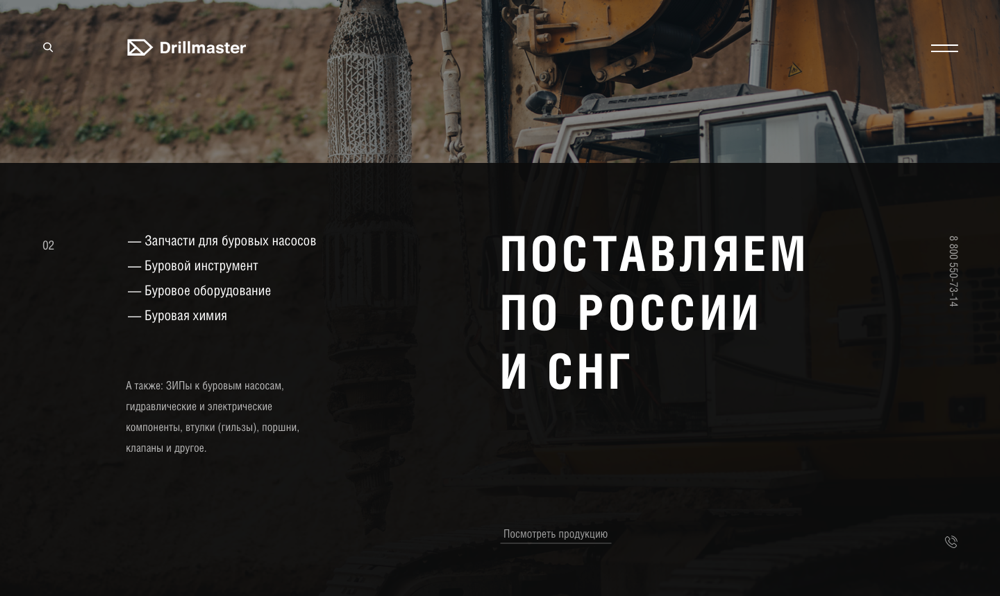 Drillmaster
02
— Запчасти для буровых насосов
— Буровой инструмент
— Буровое оборудование
— Буровая химия
А также: ЗИПы к буровым насосам,
гидравлические и электрические
компоненты, втулки (гильзы), поршни,
клапаны и другое.
ПОСТАВЛЯЕМ
ПО РОССИИ
И СНГ
Посмотреть продукцию
8 800 550-73-14